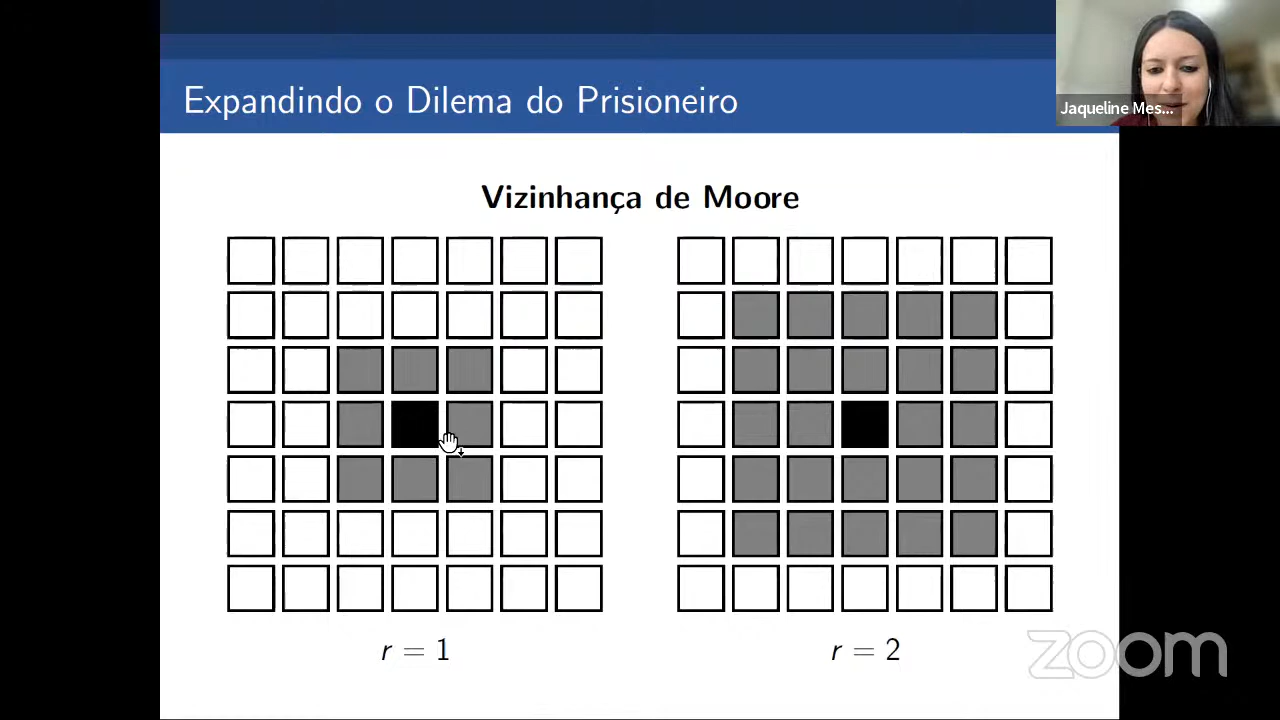 Expandindo o Dilema do Prisioneiro
Jaqueline Mes...
Vizinhança de Moore
r = 1
r = 2
zoom